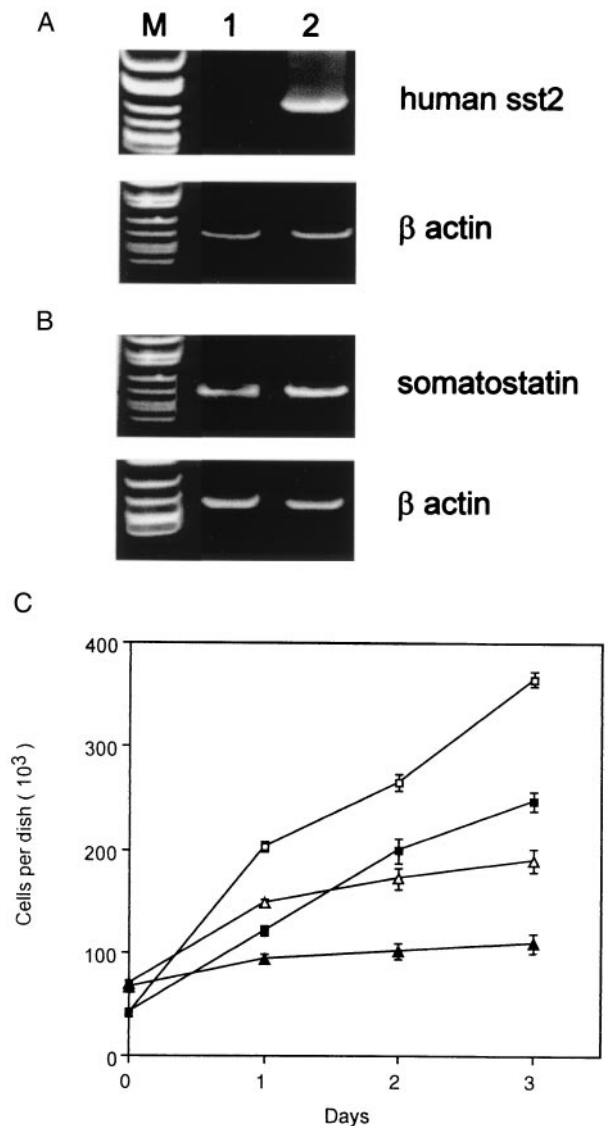 A
M 1 2
human sst2
β actin
B
somatostatin
β actin
C
400
300
200
100
0
Cells per dish ( 10³)
0 1 2 3
Days